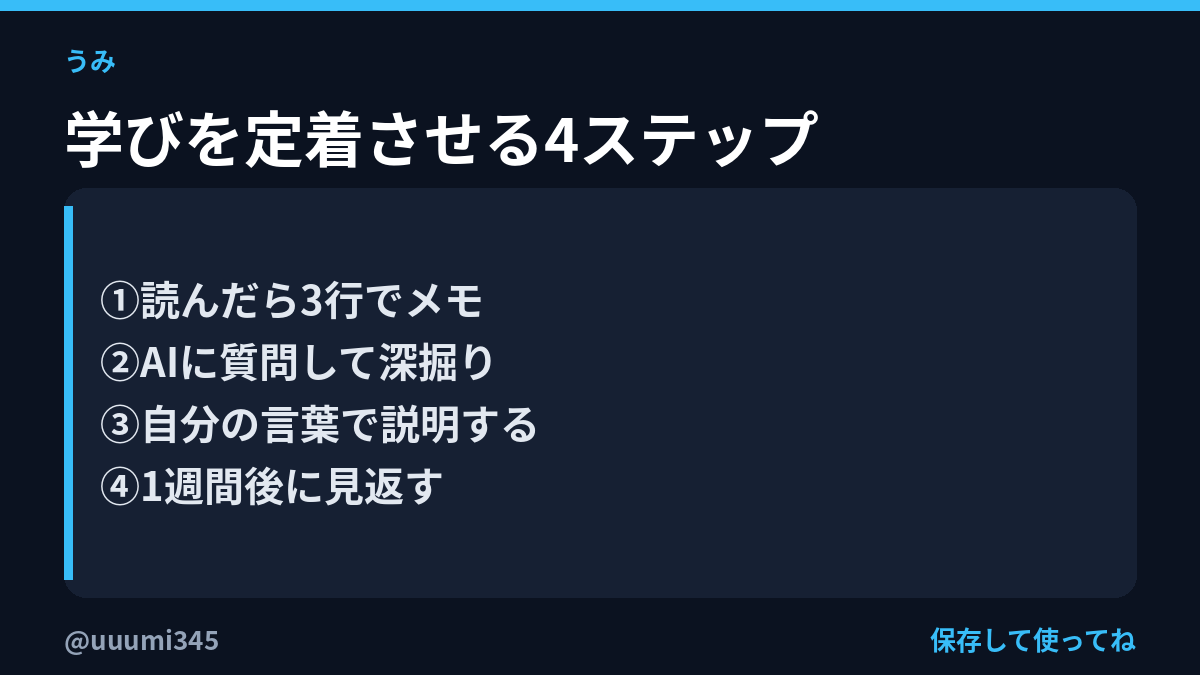 うみ
学びを定着させる4ステップ
①読んだら3行でメモ
②AIに質問して深掘り
③自分の言葉で説明する
④1週間後に見返す
@uuumi345
保存して使ってね